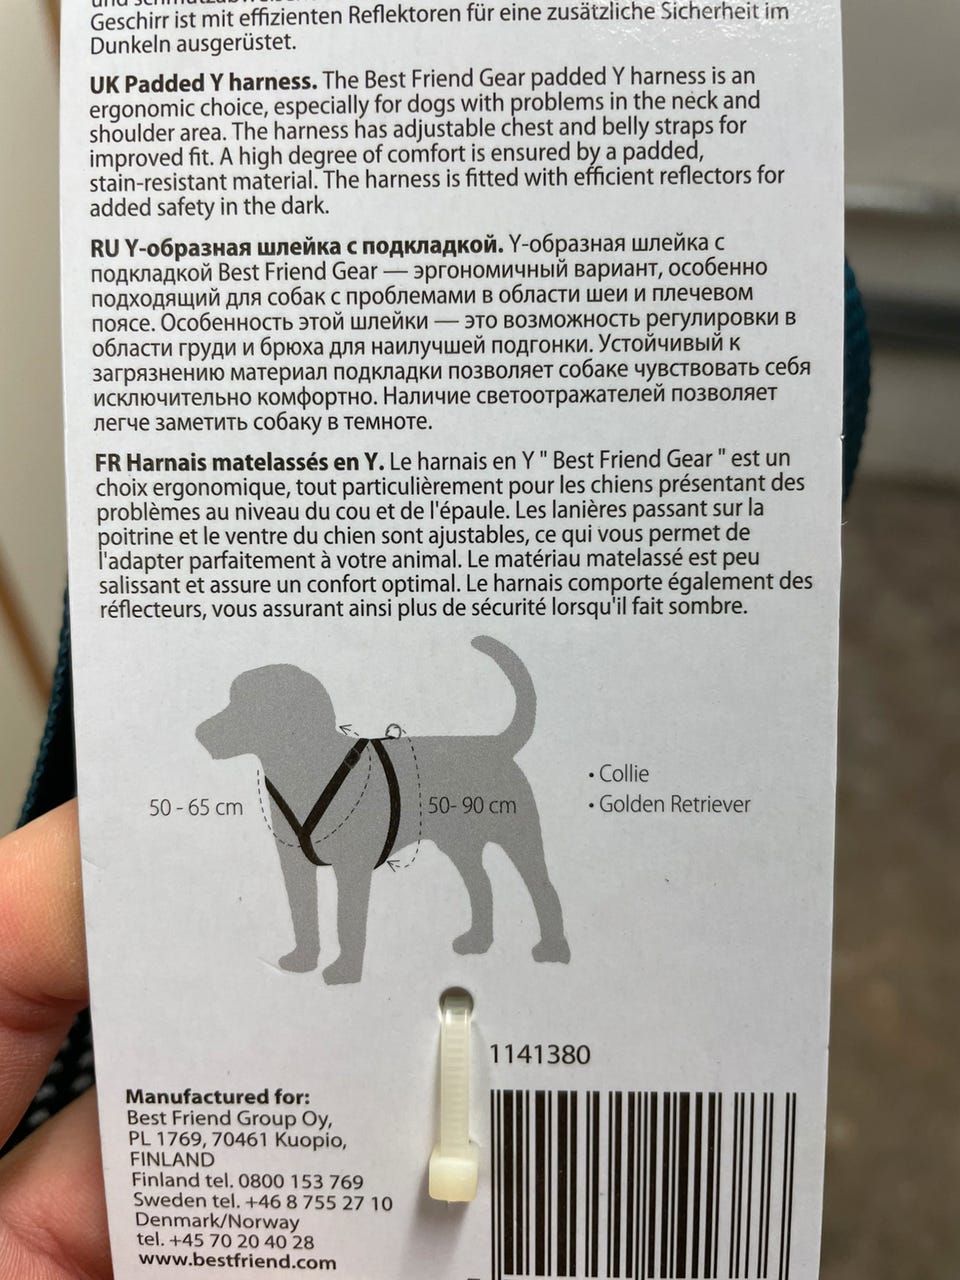 Geschirr ist mit effizienten Reflektoren für eine zusätzliche Sicherheit im
Dunkeln ausgerüstet.
UK Padded Y harness. The Best Friend Gear padded Y harness is an
ergonomic choice, especially for dogs with problems in the neck and
shoulder area. The harness has adjustable chest and belly straps for
improved fit. A high degree of comfort is ensured by a padded,
stain-resistant material. The harness is fitted with efficient reflectors for
added safety in the dark.
RU Y-образная шлейка с подкладкой. Y-образная шлейка с
подкладкой Best Friend Gear — эргономичный вариант, особенно
подходящий для собак с проблемами в области шеи и плечевом
поясе. Особенность этой шлейки — это возможность регулировки в
области груди и брюха для наилучшей подгонки. Устойчивый к
загрязнению материал подкладки позволяет собаке чувствовать себя
исключительно комфортно. Наличие светоотражателей позволяет
легче заметить собаку в темноте.
FR Harnais matelassés en Y. Le harnais en Y " Best Friend Gear " est un
choix ergonomique, tout particulièrement pour les chiens présentant des
problèmes au niveau du cou et de l'épaule. Les lanières passant sur la
poitrine et le ventre du chien sont ajustables, ce qui vous permet de
l'adapter parfaitement à votre animal. Le matériau matelassé est peu
salissant et assure un confort optimal. Le harnais comporte également des
réflecteurs, vous assurant ainsi plus de sécurité lorsqu'il fait sombre.
50 - 65 cm
50- 90 cm
• Collie
• Golden Retriever
1141380
Manufactured for:
Best Friend Group Oy,
PL 1769, 70461 Kuopio,
FINLAND
Finland tel. 0800 153 769
Sweden tel. +46 8 755 27 10
Denmark/Norway
tel. +45 70 20 40 28
www.bestfriend.com